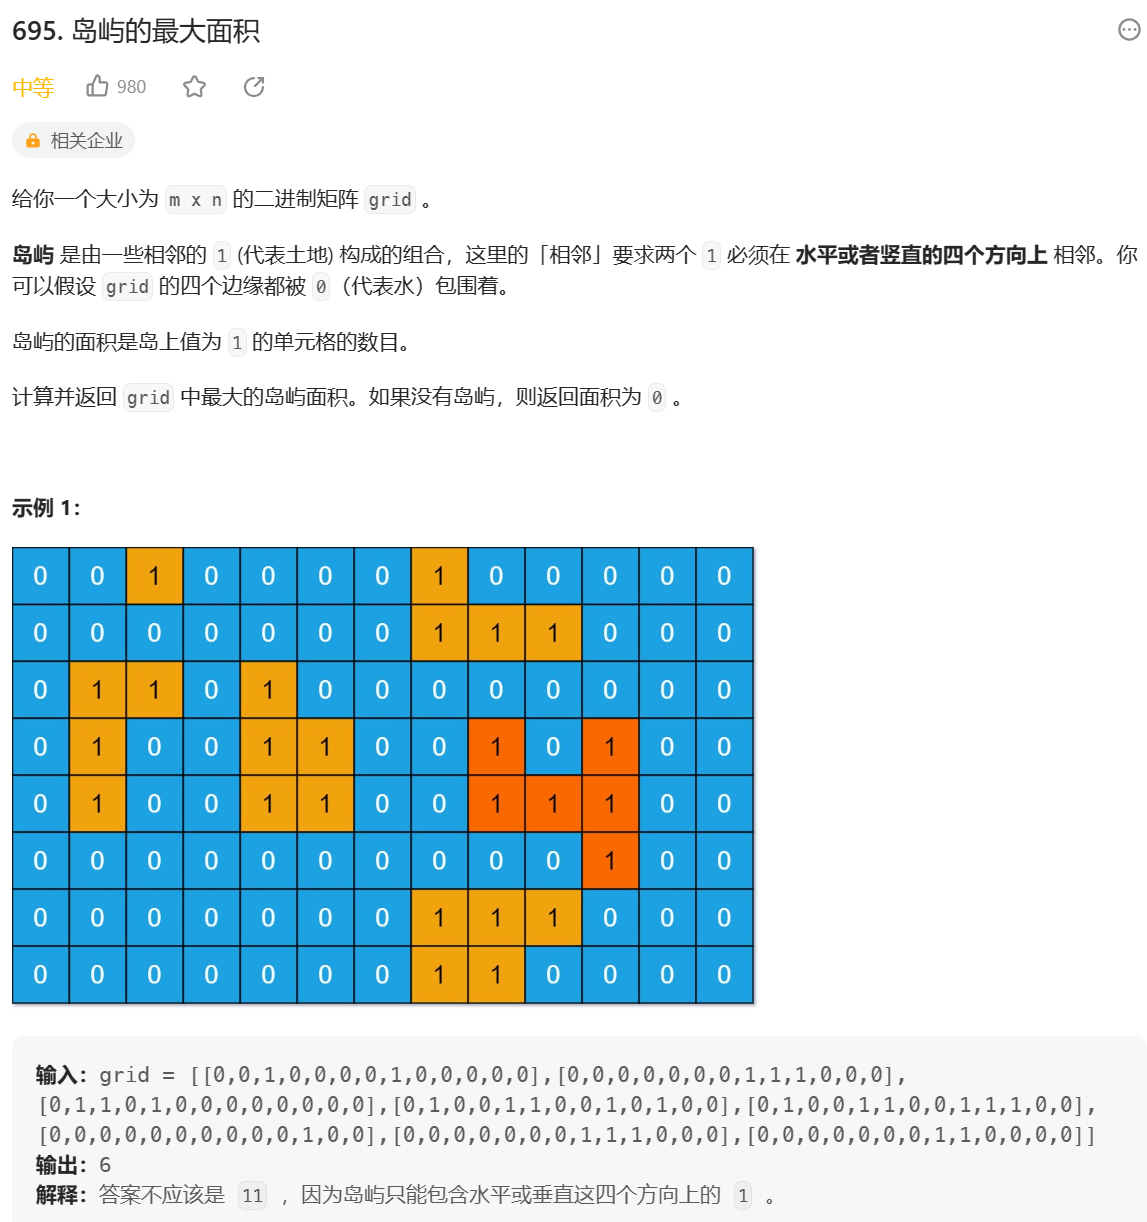 695. 岛屿的最大面积
中等 980
相关企业
给你一个大小为 m x n 的二进制矩阵 grid 。
岛屿 是由一些相邻的 1 (代表土地) 构成的组合，这里的「相邻」要求两个 1 必须在 水平或者竖直的四个方向上 相邻。你
可以假设 grid 的四个边缘都被 0（代表水）包围着。
岛屿的面积是岛上值为 1 的单元格的数目。
计算并返回 grid 中最大的岛屿面积。如果没有岛屿，则返回面积为 0 。
示例 1：
0 0 1 0 0 0 0 1 0 0 0 0 0
0 0 0 0 0 0 0 1 1 1 0 0 0
0 1 1 0 1 0 0 0 0 0 0 0 0
0 1 0 0 1 1 0 0 1 0 1 0 0
0 1 0 0 1 1 0 0 1 1 1 0 0
0 0 0 0 0 0 0 0 0 0 1 0 0
0 0 0 0 0 0 0 1 1 1 0 0 0
0 0 0 0 0 0 0 1 1 0 0 0 0
输入：grid = [[0,0,1,0,0,0,0,1,0,0,0,0,0],[0,0,0,0,0,0,0,1,1,1,0,0,0],
[0,1,1,0,1,0,0,0,0,0,0,0,0],[0,1,0,0,1,1,0,0,1,0,1,0,0],[0,1,0,0,1,1,0,0,1,1,1,0,0],
[0,0,0,0,0,0,0,0,0,0,1,0,0],[0,0,0,0,0,0,0,1,1,1,0,0,0],[0,0,0,0,0,0,0,1,1,0,0,0,0]]
输出：6
解释：答案不应该是 11 ，因为岛屿只能包含水平或垂直这四个方向上的 1 。